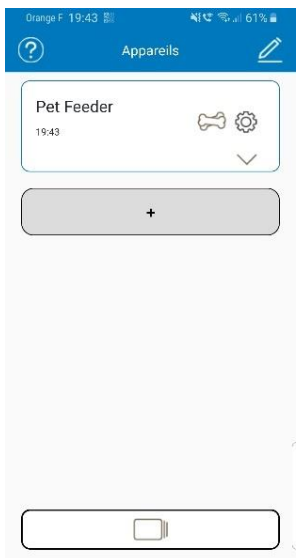 Orange F 19:43 61%
?
Appareils
Pet Feeder
19:43
+